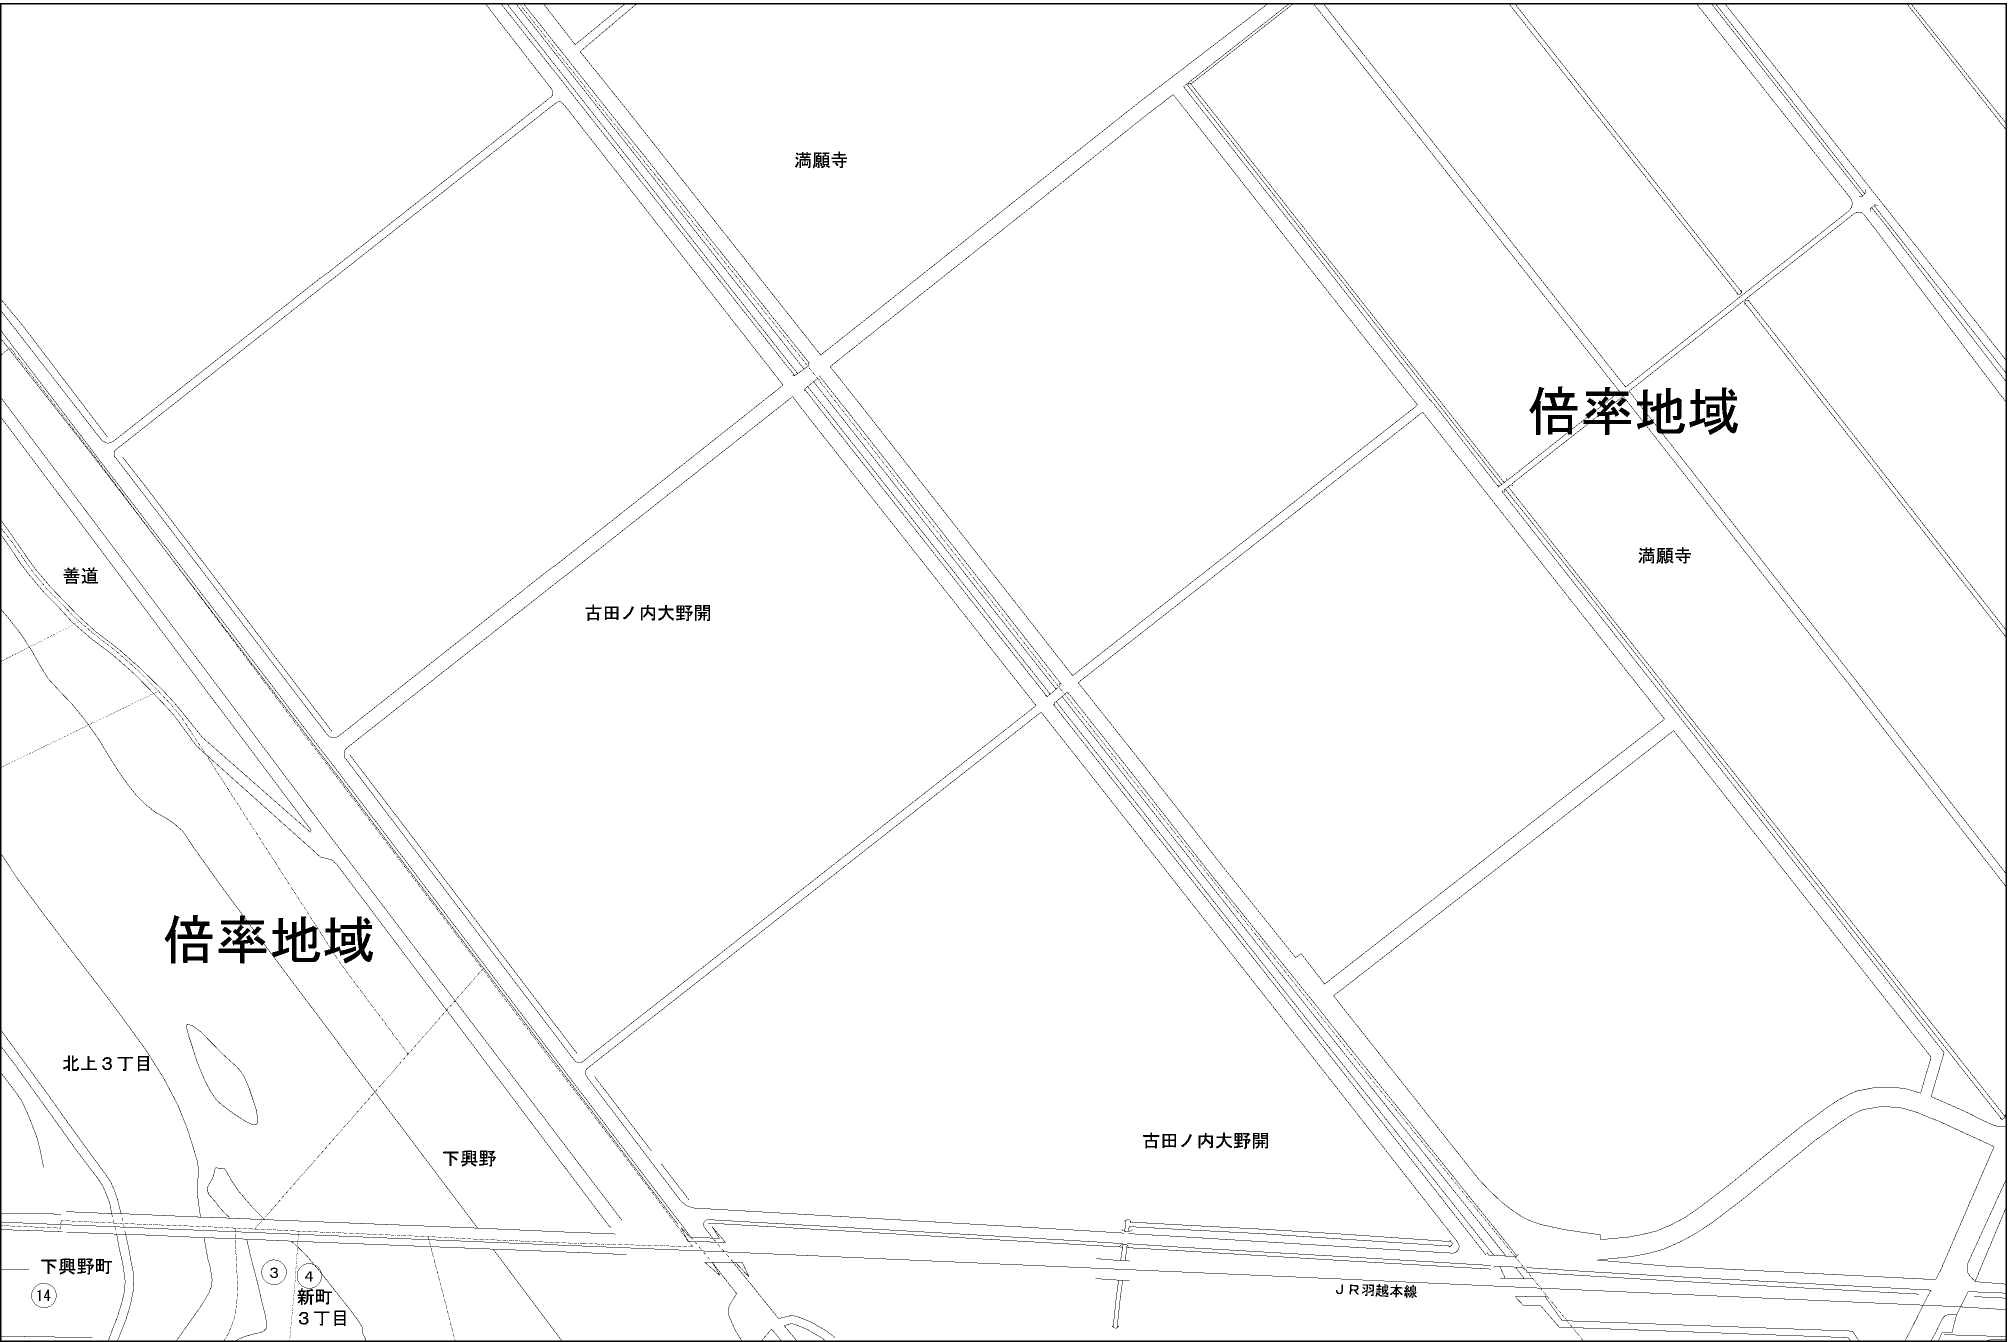 満願寺
倍率地域
満願寺
善道
古田ノ内大野開
倍率地域
北上３丁目
下興野
古田ノ内大野開
下興野町
14
3
4
新町
３丁目
ＪＲ羽越本線